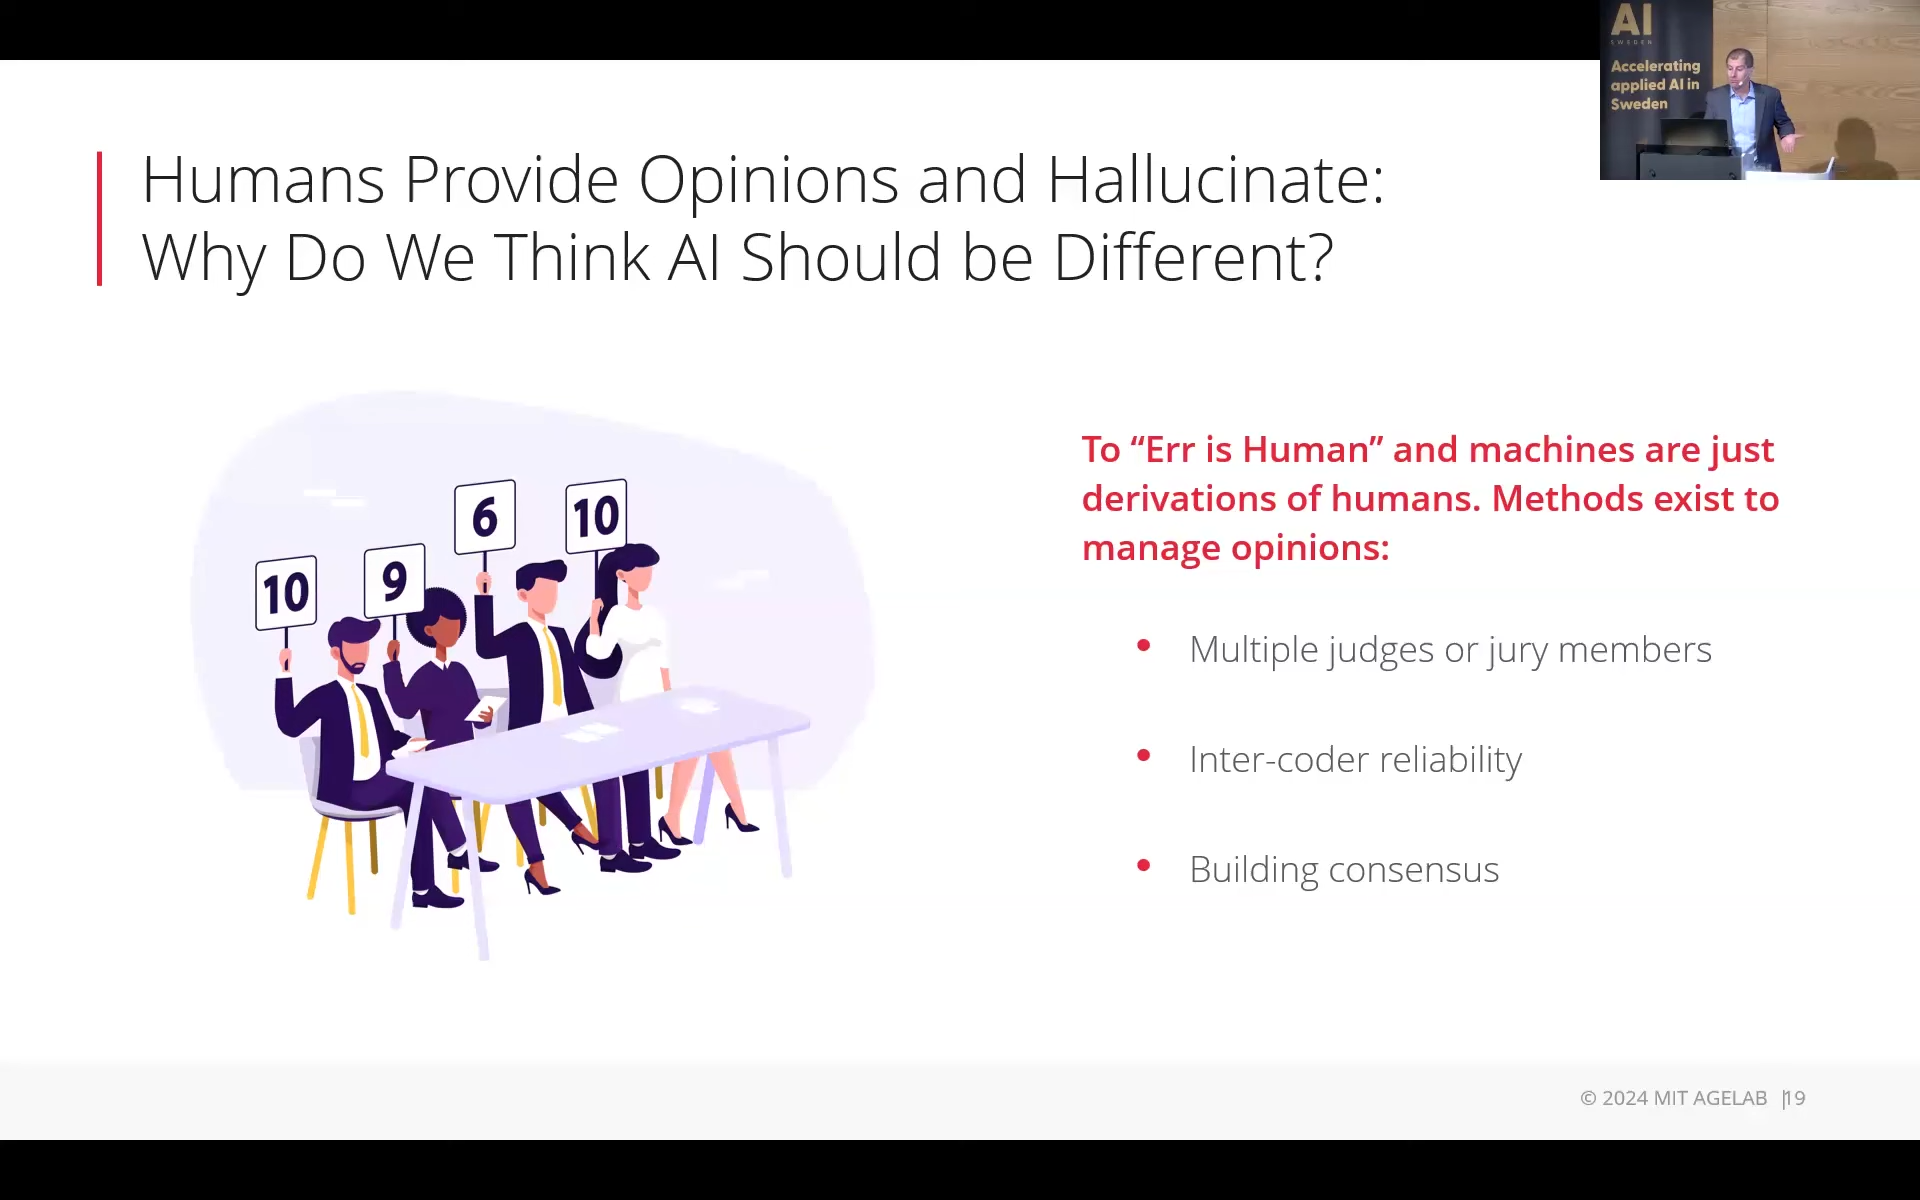 AI
SWEDEN
Accelerating
applied AI in
Sweden
Humans Provide Opinions and Hallucinate:
Why Do We Think AI Should be Different?
10
9
6
10
To “Err is Human” and machines are just
derivations of humans. Methods exist to
manage opinions:
• Multiple judges or jury members
• Inter-coder reliability
• Building consensus
© 2024 MIT AGELAB |19